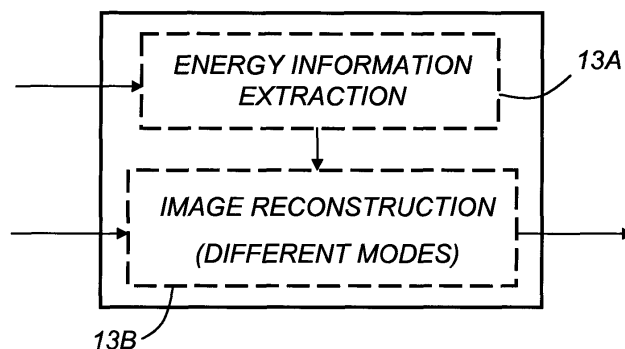 ENERGY INFORMATION
EXTRACTION
13A
IMAGE RECONSTRUCTION
(DIFFERENT MODES)
13B